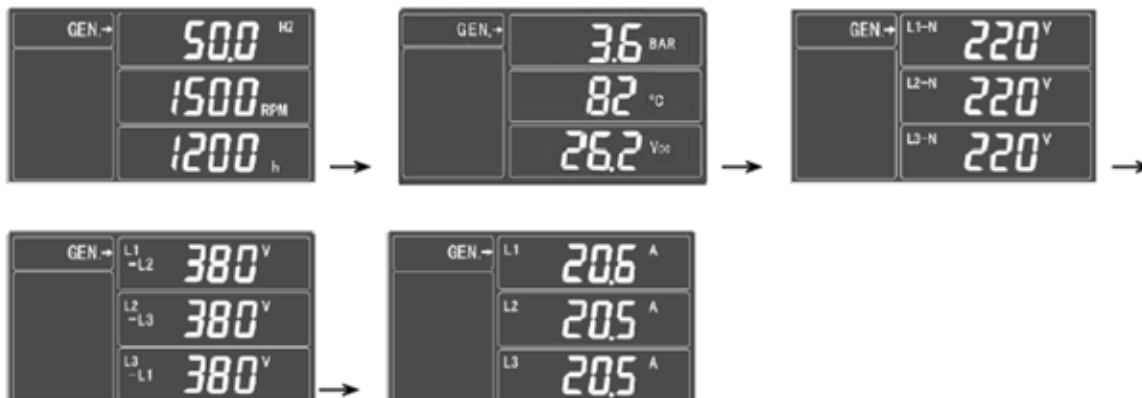 GEN.→ 50.0 HZ
1500 RPM
1200 h
GEN.→ 3.6 BAR
82 °C
26.2 VDC
GEN.→ L1-N 220 V
L2-N 220 V
L3-N 220 V
GEN.→ L1-L2 380 V
L2-L3 380 V
L3-L1 380 V
GEN.→ L1 20.6 A
L2 20.5 A
L3 20.5 A